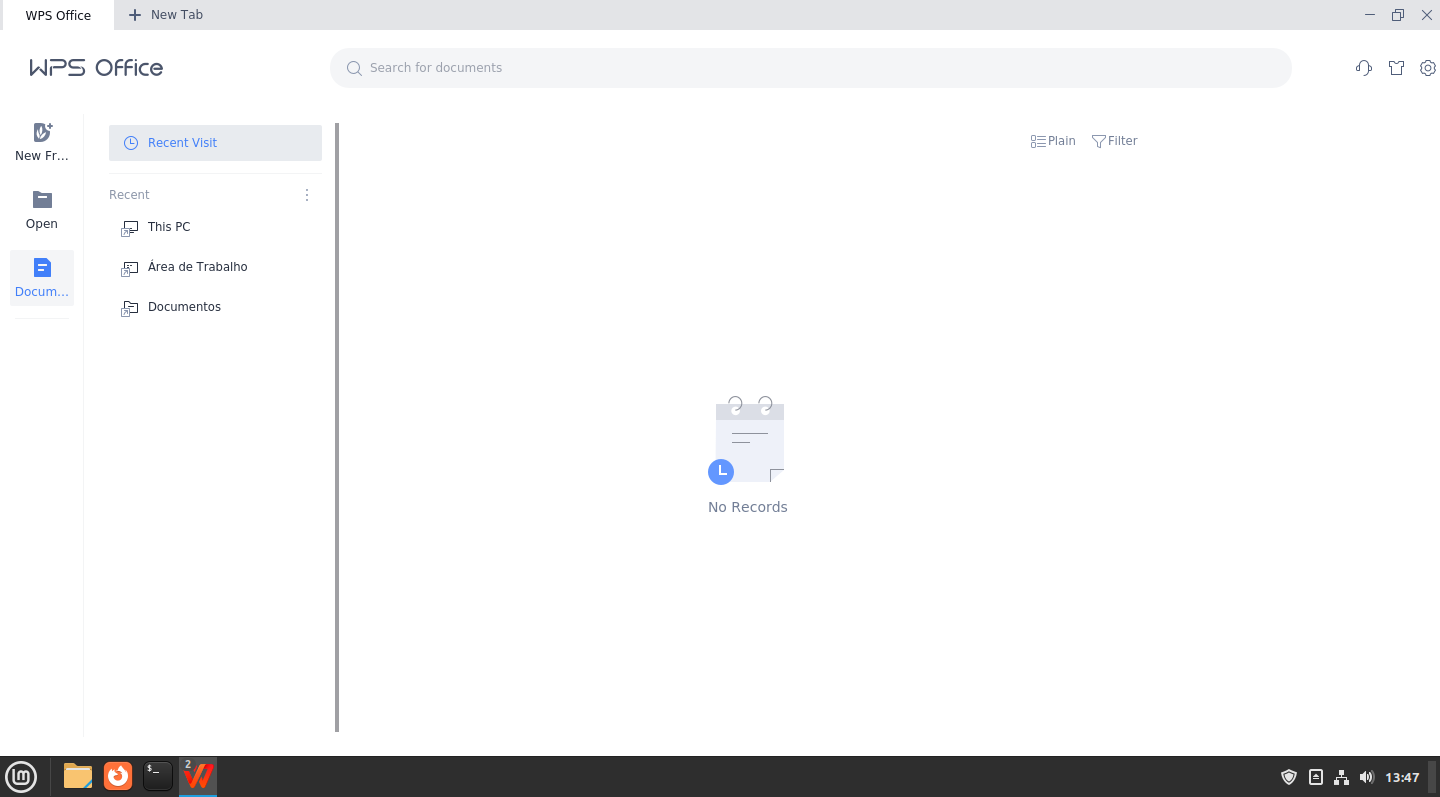 WPS Office
New Tab
WPS Office
Search for documents
New Fr...
Open
Docum...
Recent Visit
Recent
This PC
Área de Trabalho
Documentos
Plain
Filter
No Records
2
13:47